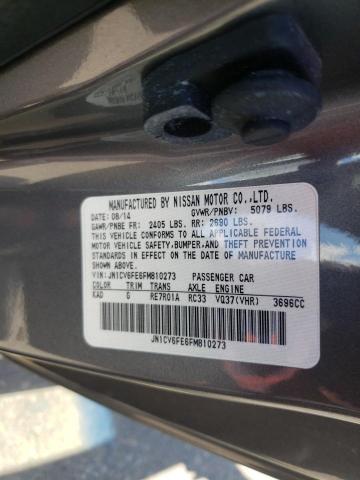 MANUFACTURED BY NISSAN MOTOR CO.,LTD.
DATE: 08/14 GVWR/PNBV: 5079 LBS.
GAWR/PNBE FR: 2405 LBS. RR: 2690 LBS.
THIS VEHICLE CONFORMS TO ALL APPLICABLE FEDERAL
MOTOR VEHICLE SAFETY,BUMPER,AND THEFT PREVENTION
STANDARDS IN EFFECT ON THE DATE OF MANUFACTURE
SHOWN ABOVE.
VIN:JN1CV6FE6FM810273 PASSENGER CAR
COLOR TRIM TRANS AXLE ENGINE
KAD G RE7R01A RC33 VQ37(VHR) 3696CC
JN1CV6FE6FM810273